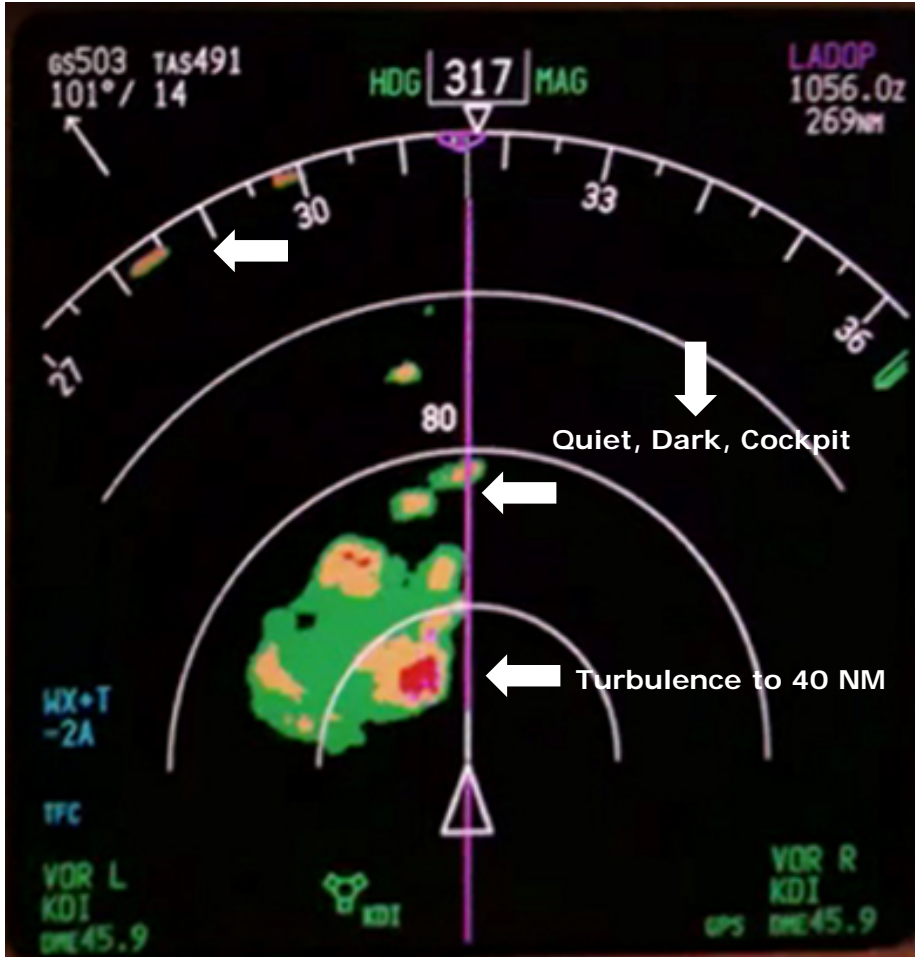 GS503 TAS491
101°/ 14
HDG 317 MAG
LADOP
1056.0Z
269NM
30
33
27
36
80
Quiet, Dark, Cockpit
Turbulence to 40 NM
WX+T
-2A
TFC
VOR L
KDI
DME45.9
KDI
VOR R
KDI
GPS DME45.9